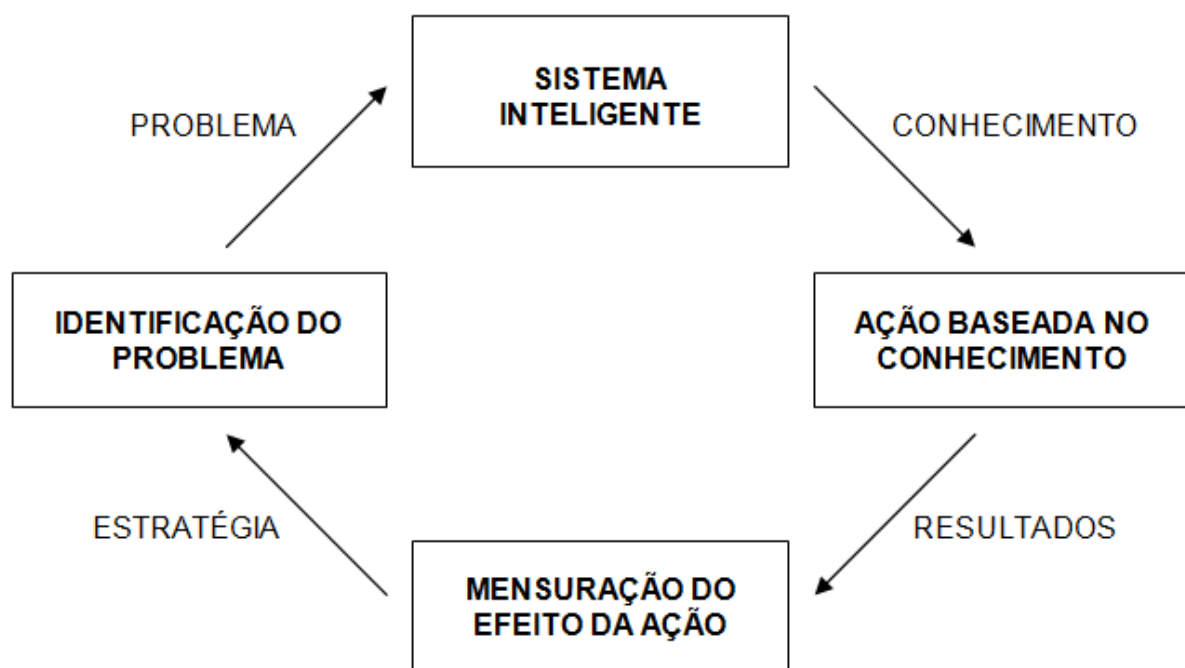 SISTEMA
INTELIGENTE
PROBLEMA
CONHECIMENTO
IDENTIFICAÇÃO DO
PROBLEMA
AÇÃO BASEADA NO
CONHECIMENTO
ESTRATÉGIA
RESULTADOS
MENSURAÇÃO DO
EFEITO DA AÇÃO